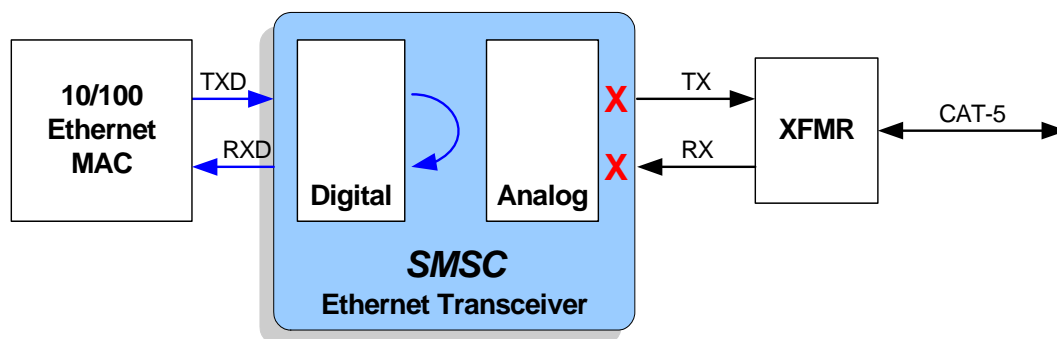 10/100
Ethernet
MAC
TXD
RXD
Digital
Analog
X
X
SMSC
Ethernet Transceiver
TX
RX
XFMR
CAT-5